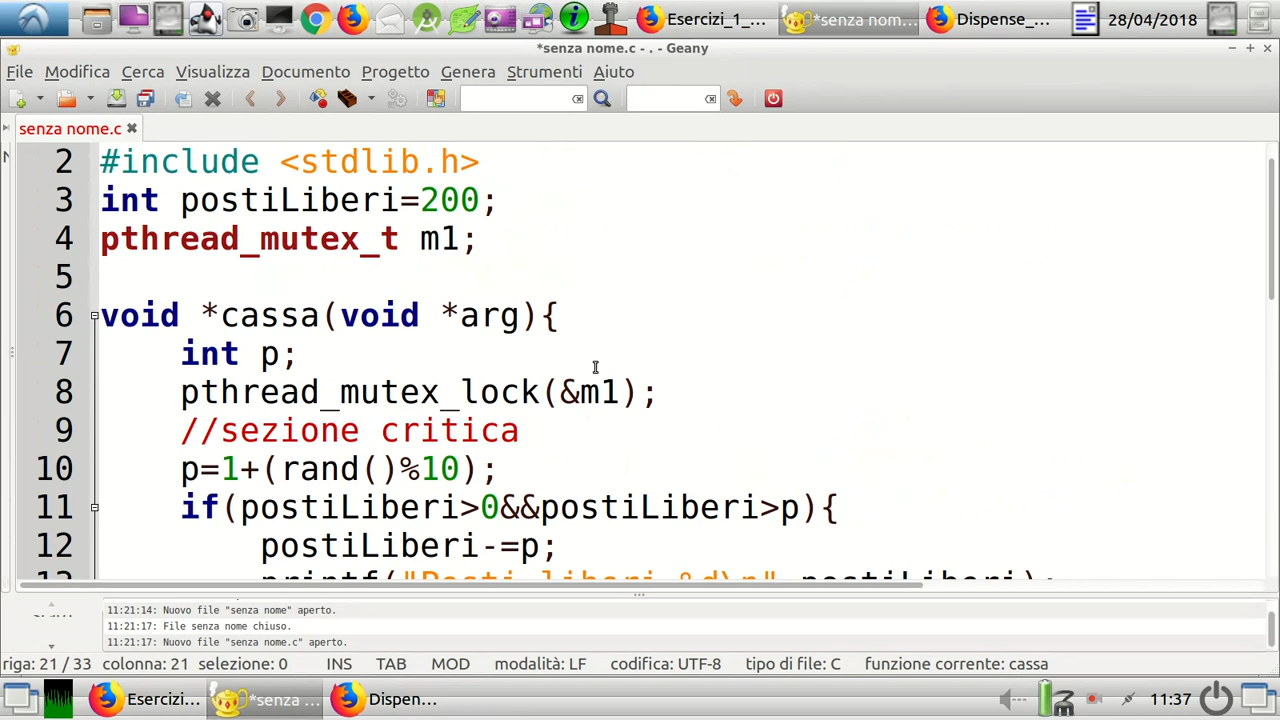 Esercizi_1_...
*senza nom...
Dispense_...
28/04/2018
*senza nome.c - . - Geany
File Modifica Cerca Visualizza Documento Progetto Genera Strumenti Aiuto
senza nome.c
2 #include <stdlib.h>
3 int postiLiberi=200;
4 pthread_mutex_t m1;
5
6 void *cassa(void *arg){
7 int p;
8 pthread_mutex_lock(&m1);
9 //sezione critica
10 p=1+(rand()%10);
11 if(postiLiberi>0&&postiLiberi>p){
12 postiLiberi-=p;
13 printf("Posti liberi %d\n",postiLiberi);
11:21:14: Nuovo file "senza nome" aperto.
11:21:17: File senza nome chiuso.
11:21:17: Nuovo file "senza nome.c" aperto.
riga: 21 / 33 colonna: 21 selezione: 0 INS TAB MOD modalità: LF codifica: UTF-8 tipo di file: C funzione corrente: cassa
Esercizi...
*senza ...
Dispen...
11:37